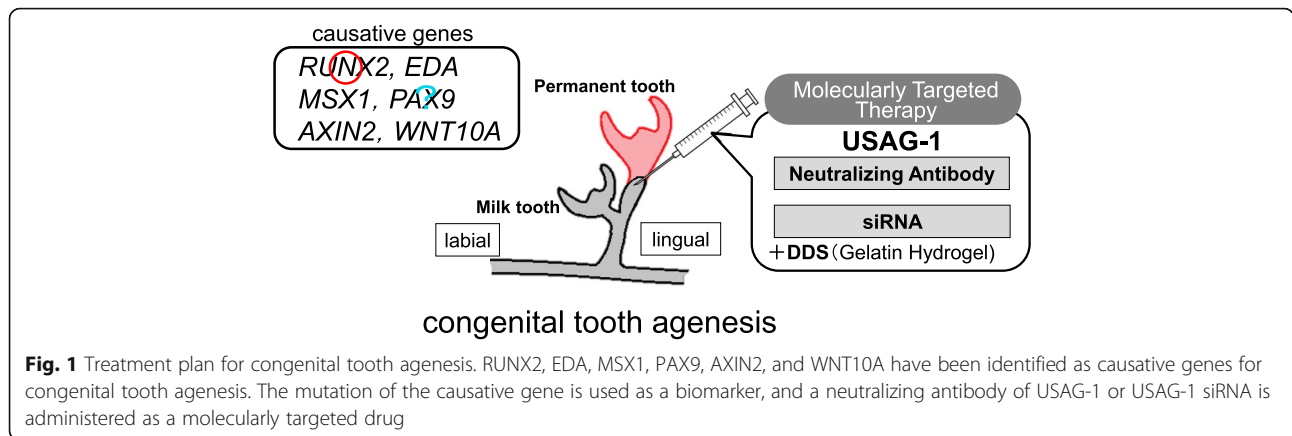 causative genes
RUNX2, EDA
MSX1, PAX9
AXIN2, WNT10A
Permanent tooth
Milk tooth
labial
lingual
Molecularly Targeted
Therapy
USAG-1
Neutralizing Antibody
siRNA
+DDS(Gelatin Hydrogel)
congenital tooth agenesis
Fig. 1 Treatment plan for congenital tooth agenesis. RUNX2, EDA, MSX1, PAX9, AXIN2, and WNT10A have been identified as causative genes for
congenital tooth agenesis. The mutation of the causative gene is used as a biomarker, and a neutralizing antibody of USAG-1 or USAG-1 siRNA is
administered as a molecularly targeted drug